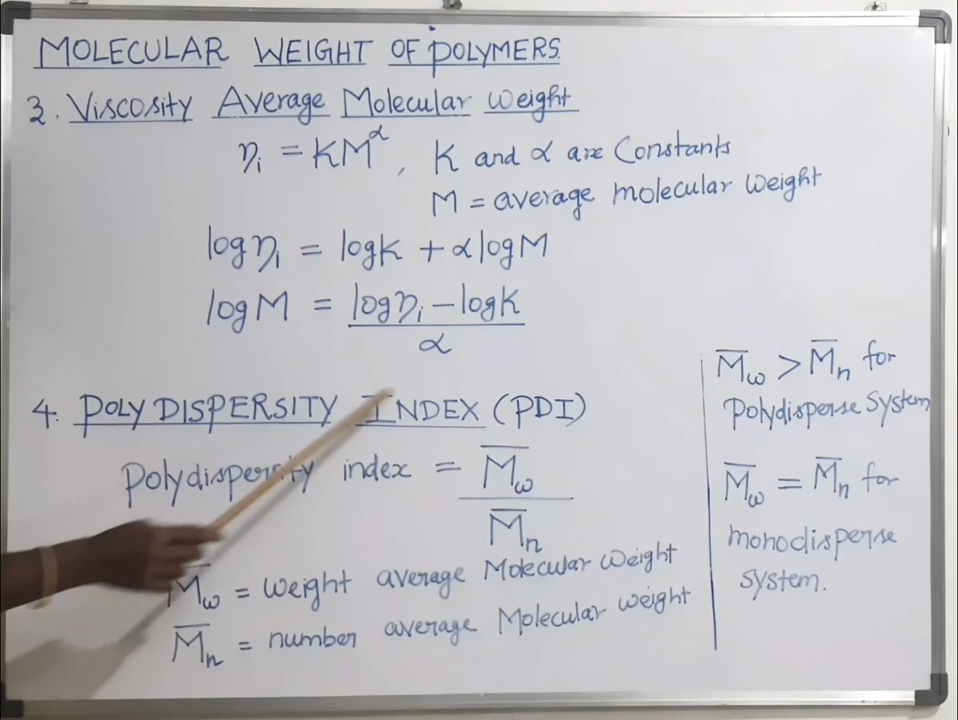 MOLECULAR WEIGHT OF POLYMERS
3. Viscosity Average Molecular Weight
ηi = KM^α, K and α are Constants
M = average molecular weight
log ηi = log K + α log M
log M = (log ηi − log K) / α
4. POLYDISPERSITY INDEX (PDI)
Polydispersity index = M̅w / M̅n
M̅w = weight average Molecular Weight
M̅n = number average Molecular weight
M̅w > M̅n for
Polydisperse System
M̅w = M̅n for
monodisperse
system.